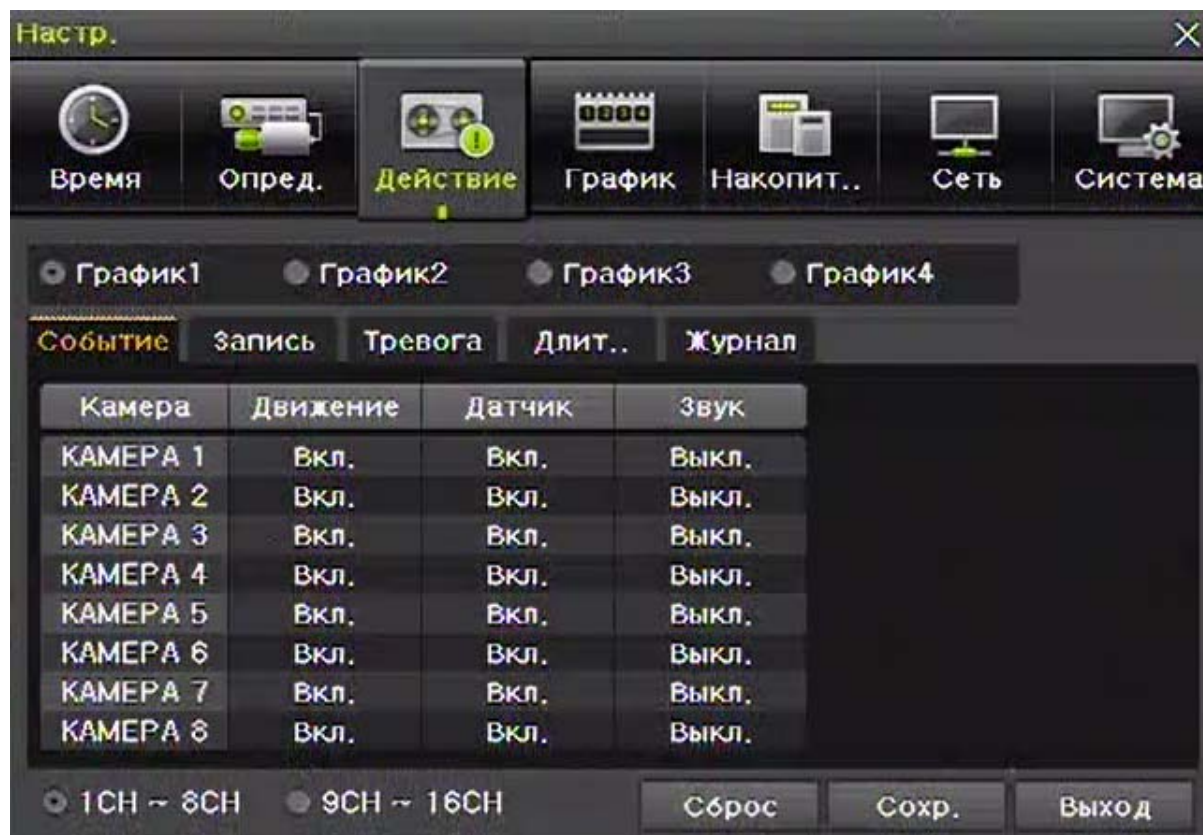 Настр.
Время Опред. Действие График Накопит.. Сеть Система
График1 График2 График3 График4
Событие Запись Тревога Длит.. Журнал
Камера Движение Датчик Звук
КАМЕРА 1 Вкл. Вкл. Выкл.
КАМЕРА 2 Вкл. Вкл. Выкл.
КАМЕРА 3 Вкл. Вкл. Выкл.
КАМЕРА 4 Вкл. Вкл. Выкл.
КАМЕРА 5 Вкл. Вкл. Выкл.
КАМЕРА 6 Вкл. Вкл. Выкл.
КАМЕРА 7 Вкл. Вкл. Выкл.
КАМЕРА 8 Вкл. Вкл. Выкл.
1CH ~ 8CH 9CH ~ 16CH Сброс Сохр. Выход